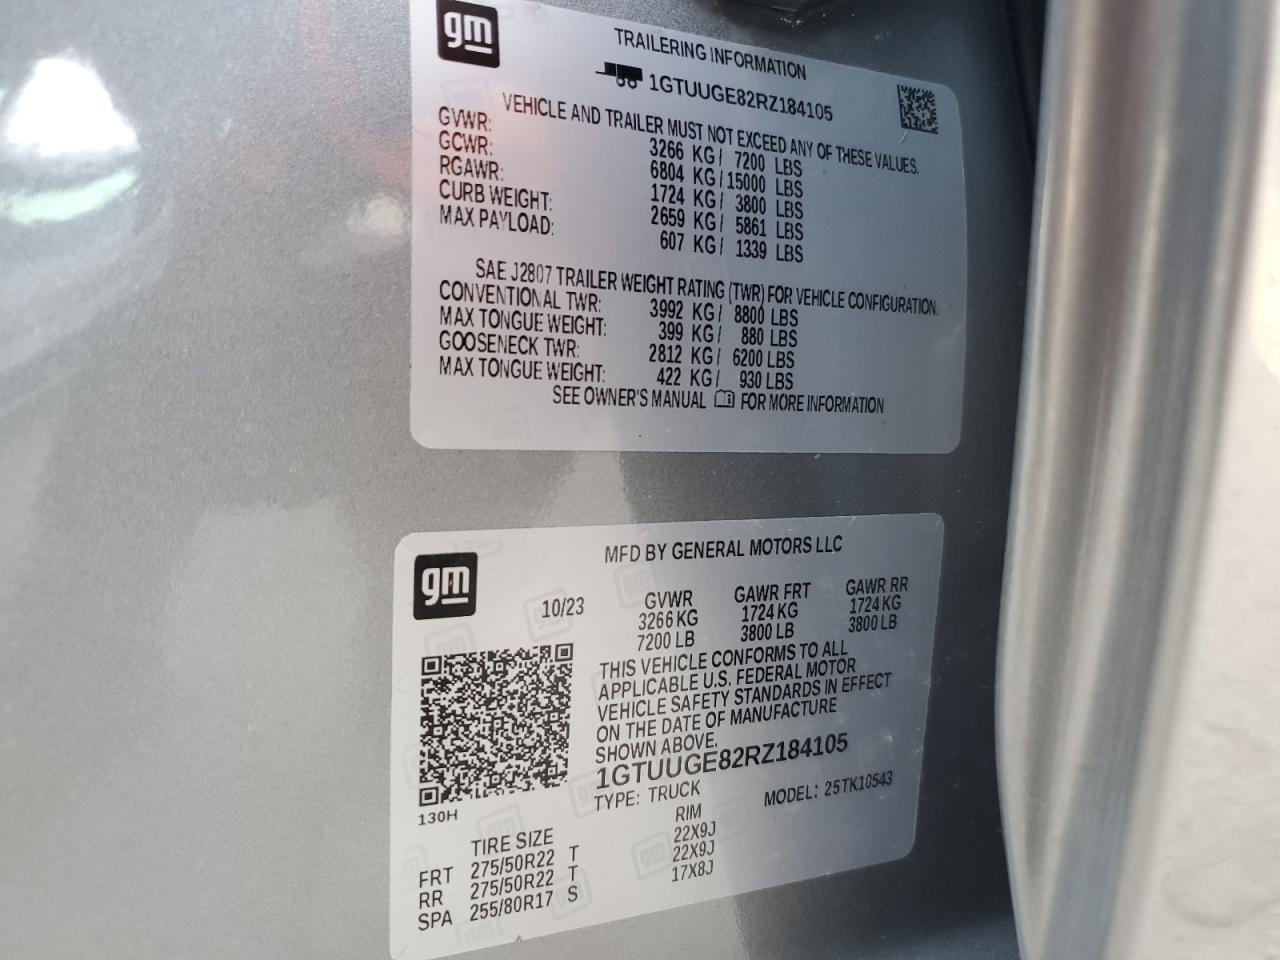 gm
TRAILERING INFORMATION
1GTUUGE82RZ184105
VEHICLE AND TRAILER MUST NOT EXCEED ANY OF THESE VALUES.
GVWR: 3266 KG/ 7200 LBS
GCWR: 6804 KG/ 15000 LBS
RGAWR: 1724 KG/ 3800 LBS
CURB WEIGHT: 2659 KG/ 5861 LBS
MAX PAYLOAD: 607 KG/ 1339 LBS
SAE J2807 TRAILER WEIGHT RATING (TWR) FOR VEHICLE CONFIGURATION.
CONVENTIONAL TWR: 3992 KG/ 8800 LBS
MAX TONGUE WEIGHT: 399 KG/ 880 LBS
GOOSENECK TWR: 2812 KG/ 6200 LBS
MAX TONGUE WEIGHT: 422 KG/ 930 LBS
SEE OWNER'S MANUAL FOR MORE INFORMATION
gm
MFD BY GENERAL MOTORS LLC
10/23 GVWR GAWR FRT GAWR RR
3266 KG 1724 KG 1724 KG
7200 LB 3800 LB 3800 LB
THIS VEHICLE CONFORMS TO ALL
APPLICABLE U.S. FEDERAL MOTOR
VEHICLE SAFETY STANDARDS IN EFFECT
ON THE DATE OF MANUFACTURE
SHOWN ABOVE.
1GTUUGE82RZ184105
TYPE: TRUCK MODEL: 25TK10543
130H
TIRE SIZE RIM
FRT 275/50R22 T 22X9J
RR 275/50R22 T 22X9J
SPA 255/80R17 S 17X8J